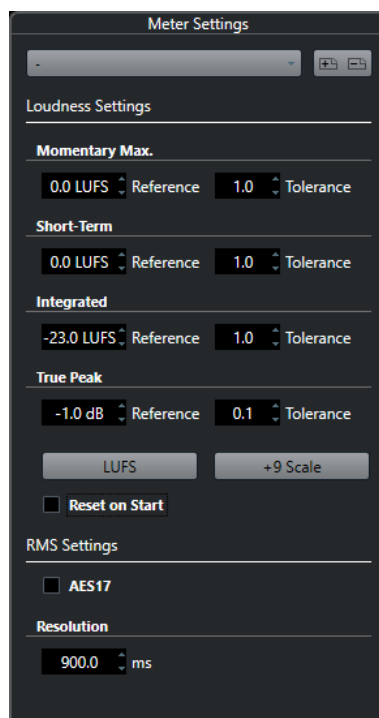 Meter Settings
-
Loudness Settings
Momentary Max.
0.0 LUFS Reference 1.0 Tolerance
Short-Term
0.0 LUFS Reference 1.0 Tolerance
Integrated
-23.0 LUFS Reference 1.0 Tolerance
True Peak
-1.0 dB Reference 0.1 Tolerance
LUFS +9 Scale
Reset on Start
RMS Settings
AES17
Resolution
900.0 ms